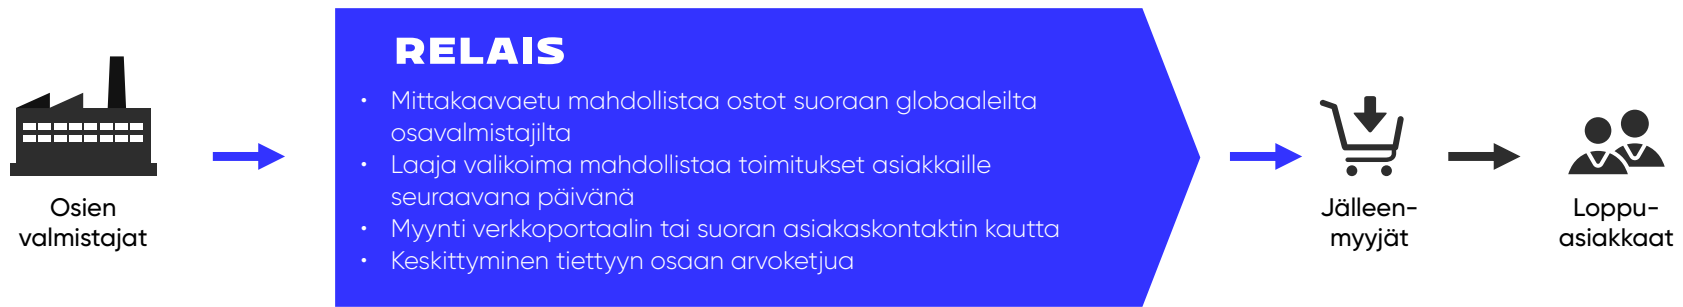 RELAIS
• Mittakaavaetu mahdollistaa ostot suoraan globaaleilta
osavalmistajilta
• Laaja valikoima mahdollistaa toimitukset asiakkaille
seuraavana päivänä
• Myynti verkkoportaalin tai suoran asiakaskontaktin kautta
• Keskittyminen tiettyyn osaan arvoketjua
Osien
valmistajat
Jälleen-
myyjät
Loppu-
asiakkaat